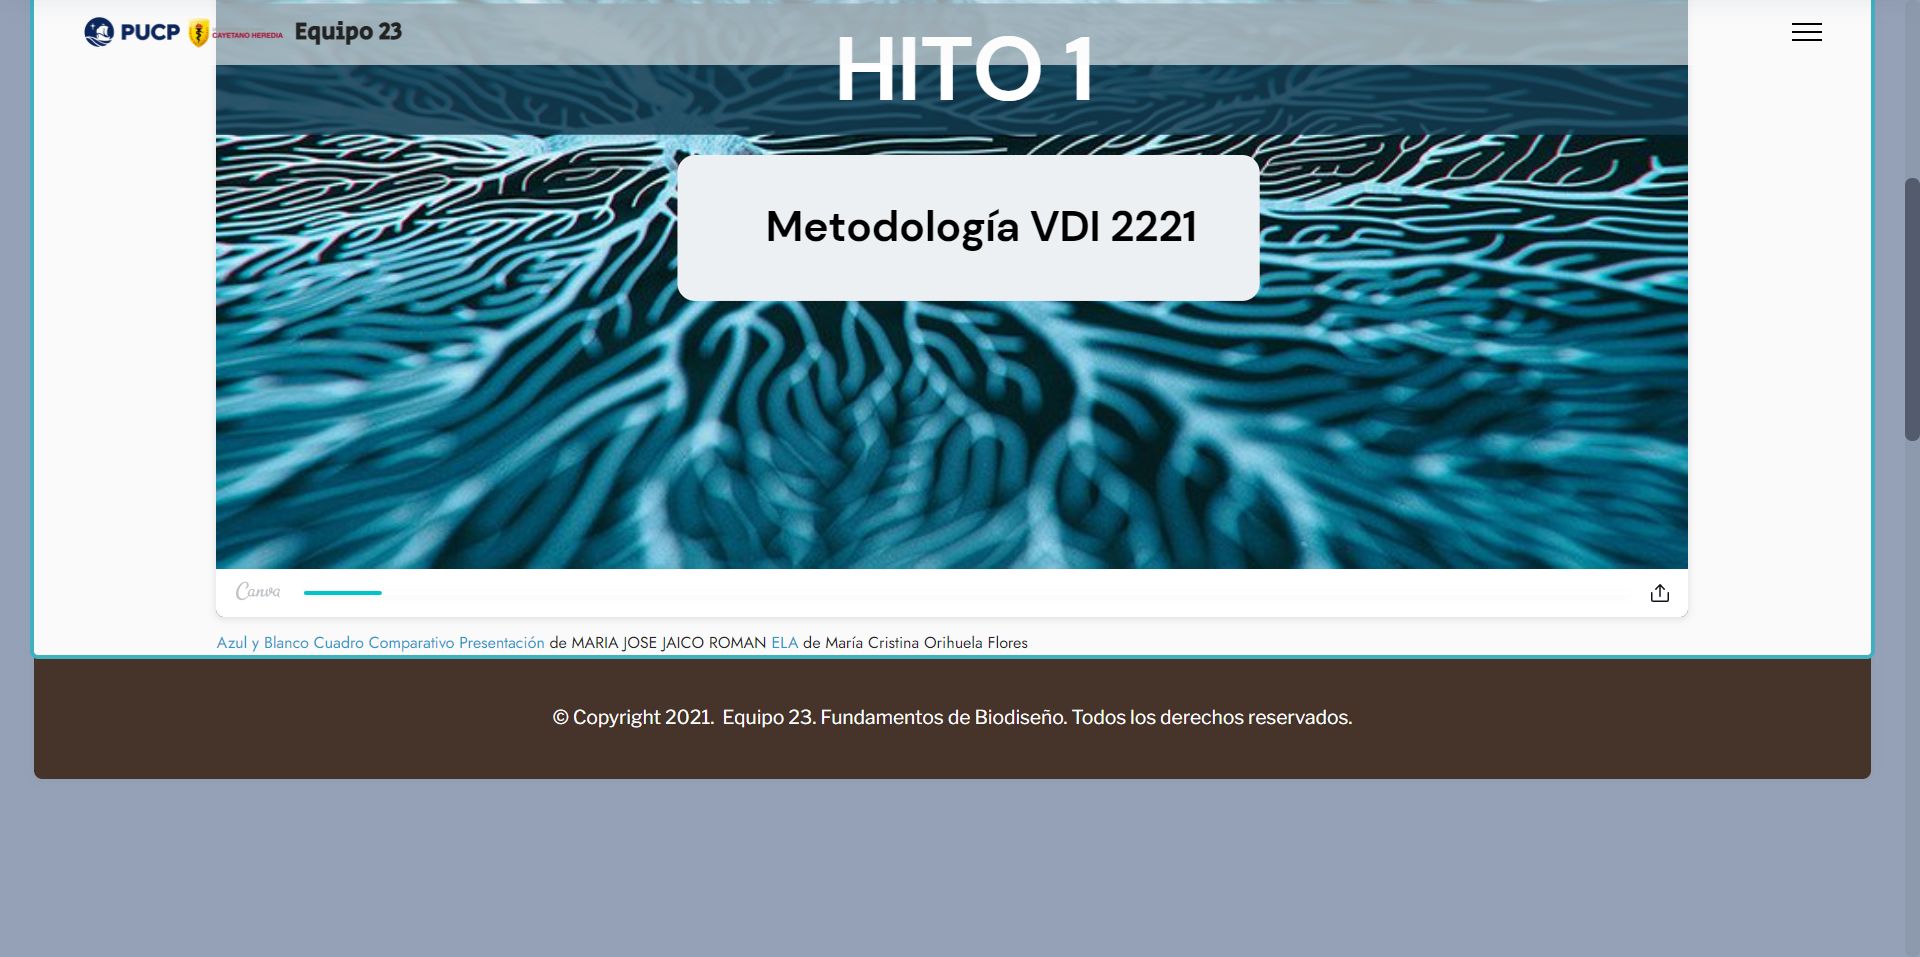 PUCP CAYETANO HEREDIA Equipo 23
HITO 1
Metodología VDI 2221
Canva
Azul y Blanco Cuadro Comparativo Presentación de MARIA JOSE JAICO ROMAN ELA de María Cristina Orihuela Flores
© Copyright 2021. Equipo 23. Fundamentos de Biodiseño. Todos los derechos reservados.